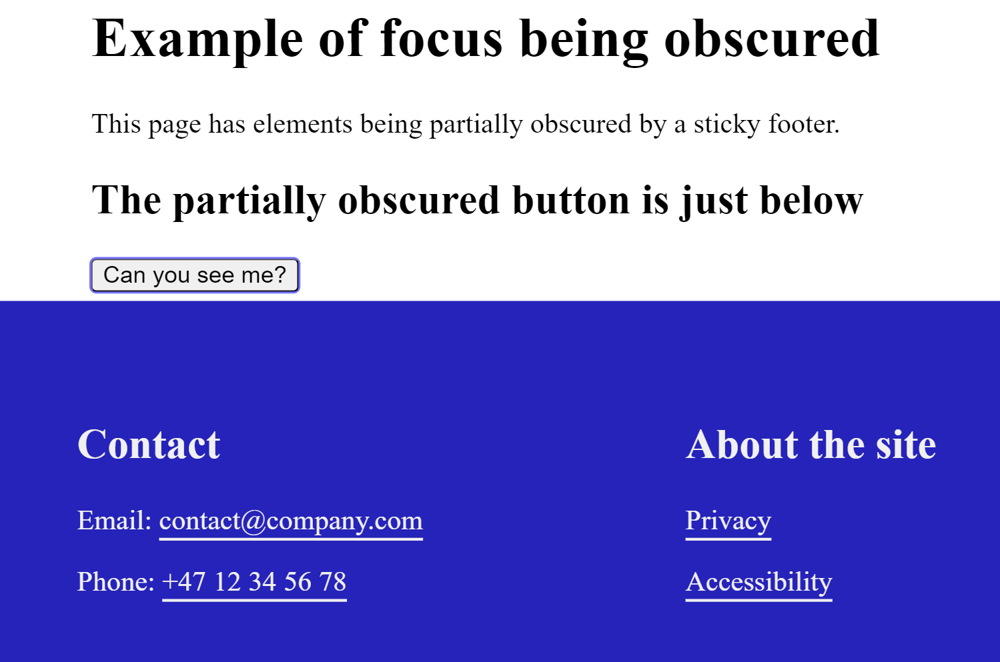 Example of focus being obscured
This page has elements being partially obscured by a sticky footer.
The partially obscured button is just below
Can you see me?
Contact
Email: contact@company.com
Phone: +47 12 34 56 78
About the site
Privacy
Accessibility